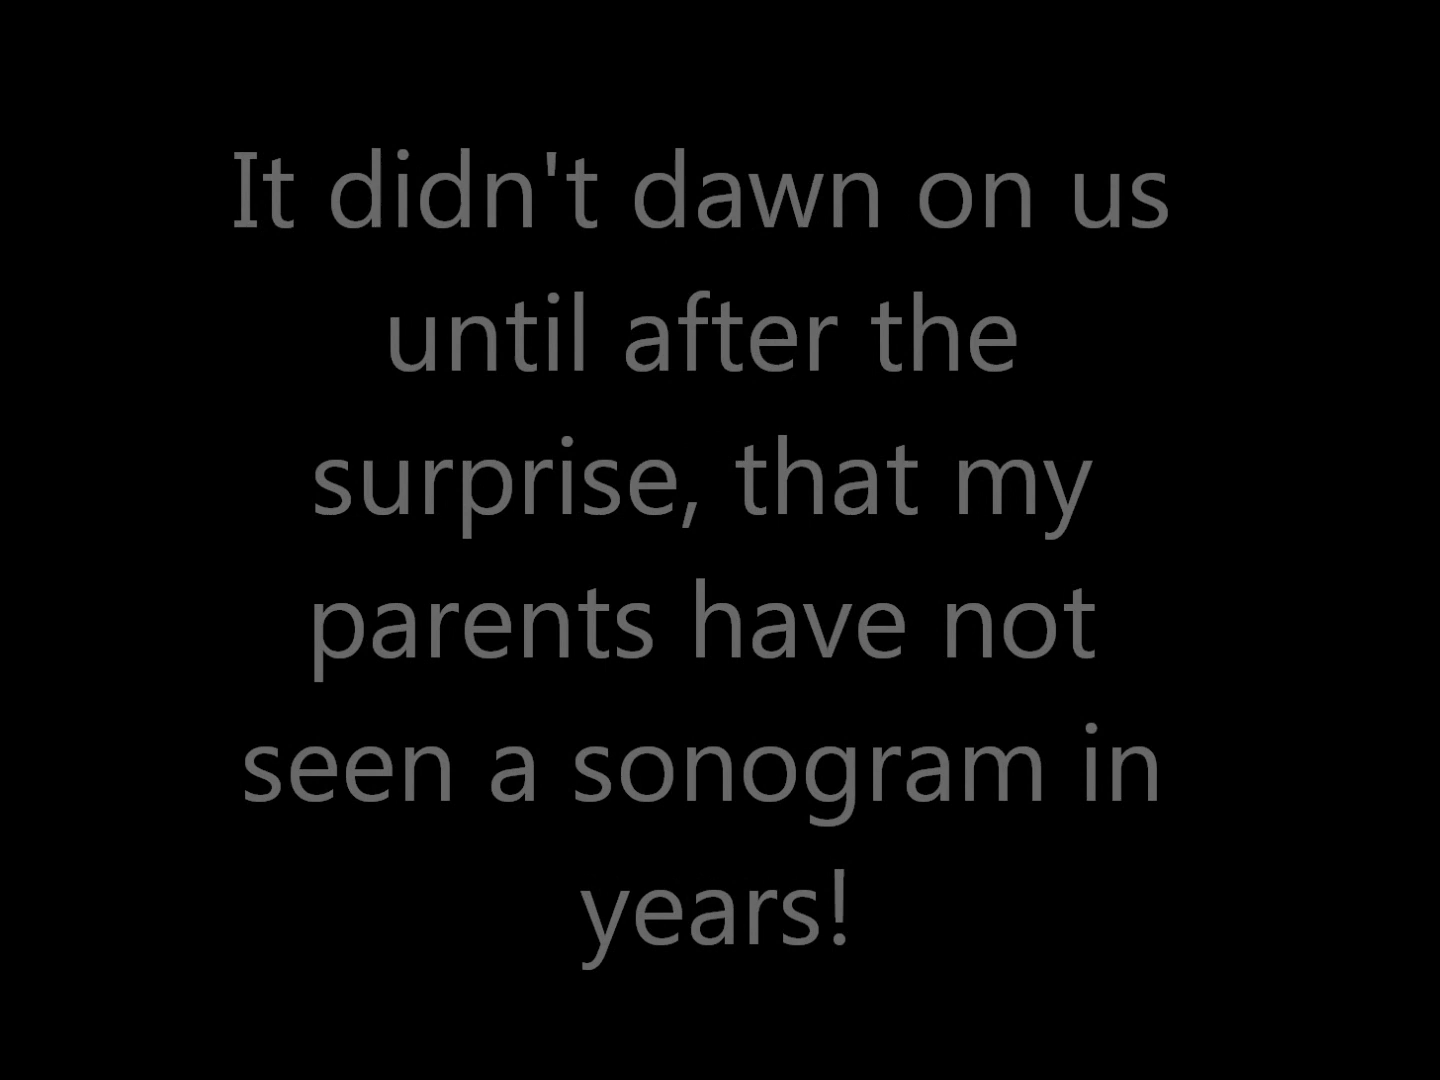 It didn't dawn on us
until after the
surprise, that my
parents have not
seen a sonogram in
years!